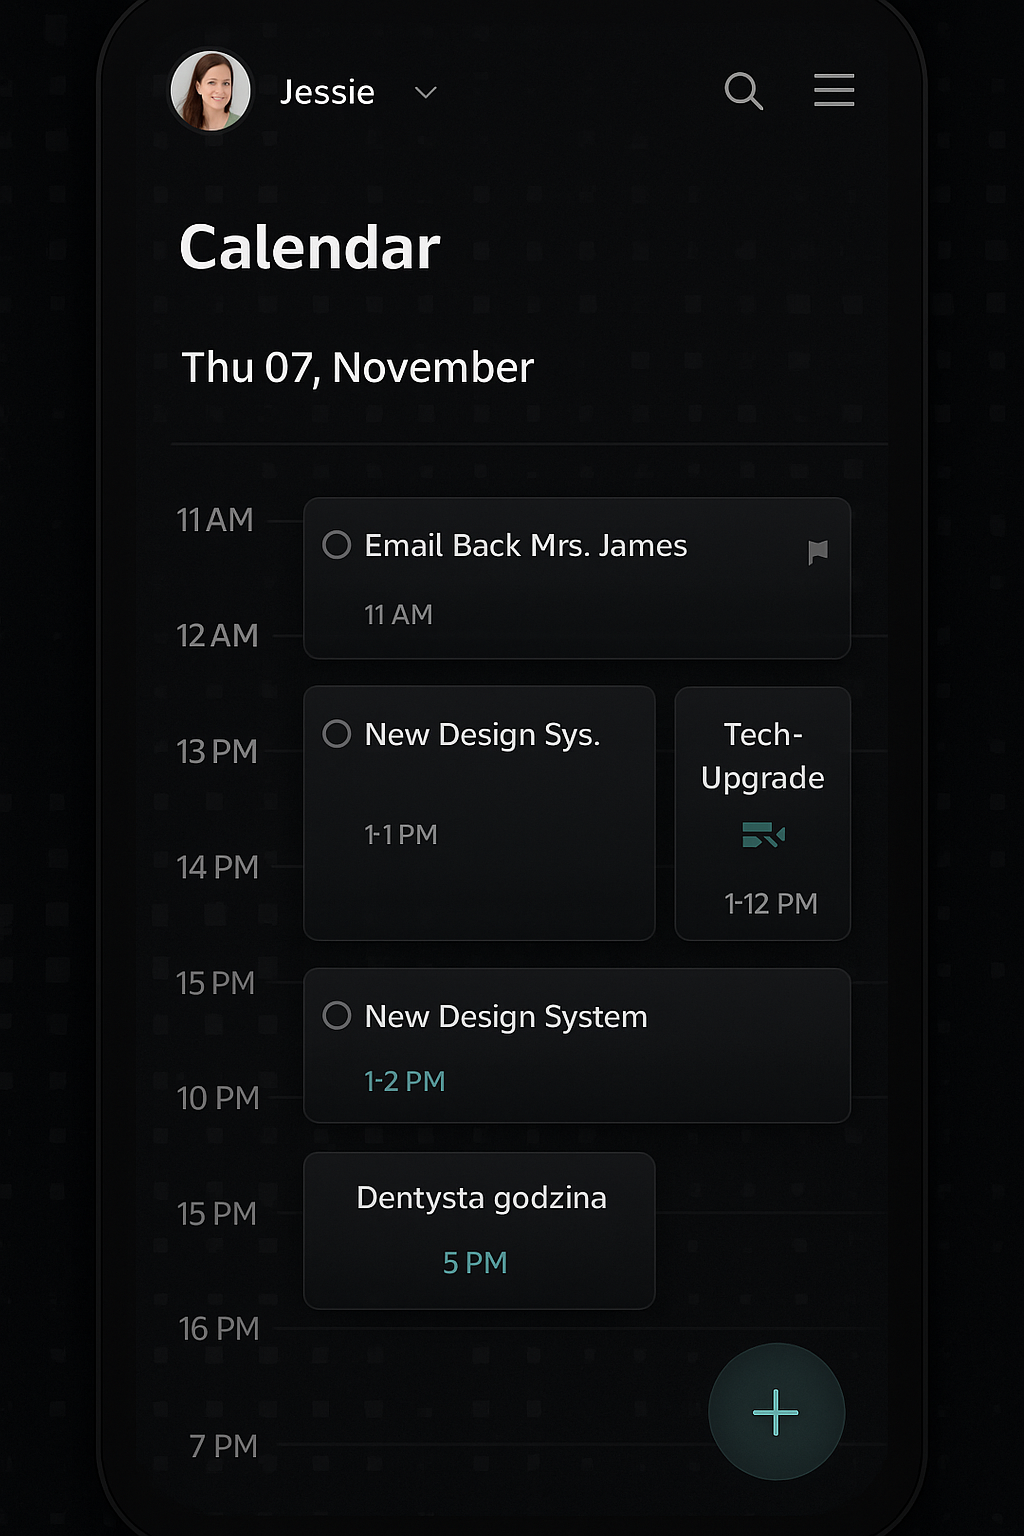 Jessie
Calendar
Thu 07, November
11 AM
Email Back Mrs. James
11 AM
12 AM
13 PM
New Design Sys.
1-1 PM
Tech-
Upgrade
1-12 PM
14 PM
15 PM
New Design System
1-2 PM
10 PM
15 PM
Dentysta godzina
5 PM
16 PM
7 PM